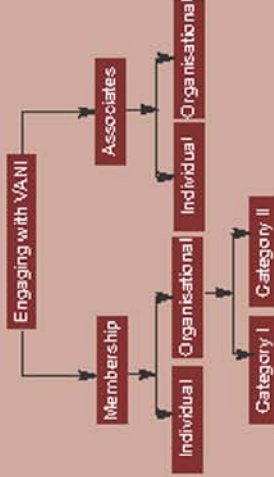 Engaging with VANI
Membership
Associates
Individual
Organisational
Individual
Organisational
Category I
Category II